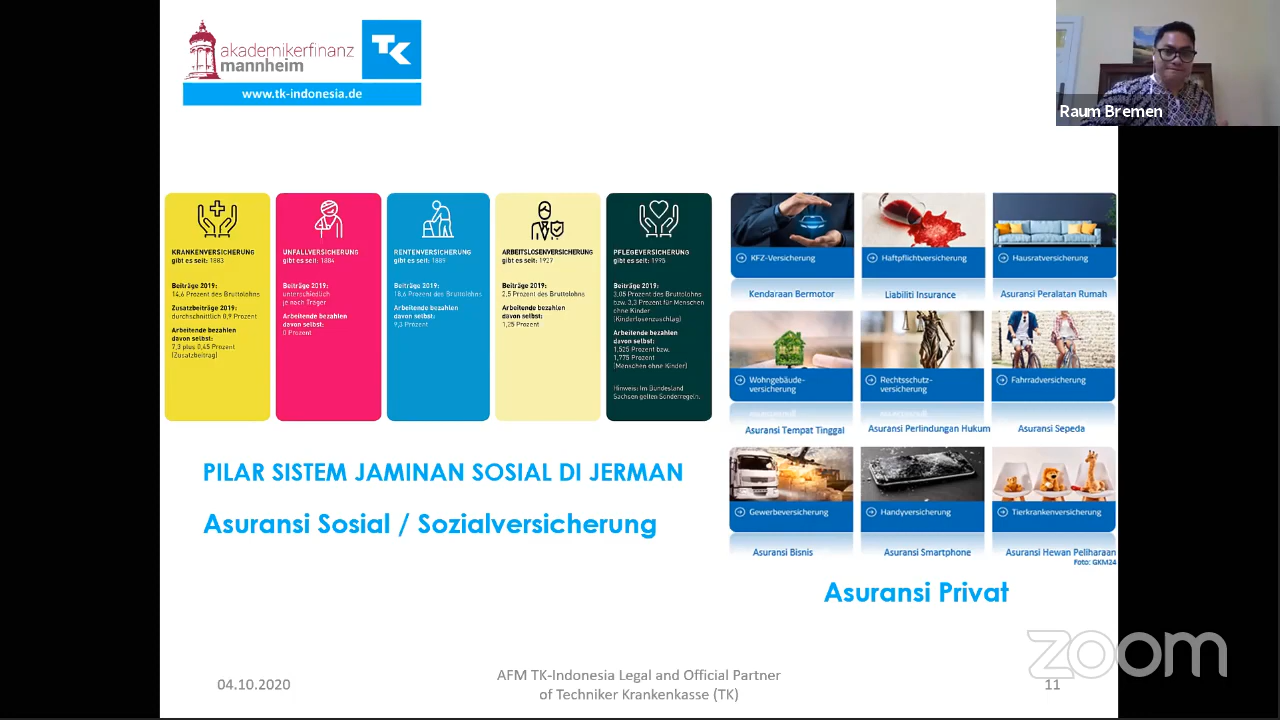 akademikerfinanz
mannheim
TK
www.tk-indonesia.de
Raum Bremen
KRANKENVERSICHERUNG
gibt es seit: 1883
Beiträge 2019:
14,6 Prozent des Bruttolohns
Zusatzbeiträge 2019:
durchschnittlich 0,9 Prozent
Arbeitende bezahlen
davon selbst:
7,3 plus 0,45 Prozent
(Zusatzbeitrag)
UNFALLVERSICHERUNG
gibt es seit: 1884
Beiträge 2019:
unterschiedlich
je nach Träger
Arbeitende bezahlen
davon selbst:
0 Prozent
RENTENVERSICHERUNG
gibt es seit: 1889
Beiträge 2019:
18,6 Prozent des Bruttolohns
Arbeitende bezahlen
davon selbst:
9,3 Prozent
ARBEITSLOSENVERSICHERUNG
gibt es seit: 1927
Beiträge 2019:
2,5 Prozent des Bruttolohns
Arbeitende bezahlen
davon selbst:
1,25 Prozent
PFLEGEVERSICHERUNG
gibt es seit: 1995
Beiträge 2019:
3,05 Prozent des Bruttolohns
bzw. 3,3 Prozent für Menschen
ohne Kinder
(Kinderlosenzuschlag)
Arbeitende bezahlen
davon selbst:
1,525 Prozent bzw.
1,775 Prozent
(Menschen ohne Kinder)
Hinweis: Im Bundesland
Sachsen gelten Sonderregeln.
KFZ-Versicherung
Haftpflichtversicherung
Hausratversicherung
Kendaraan Bermotor
Liabiliti Insurance
Asuransi Peralatan Rumah
Wohngebäude-
versicherung
Rechtsschutz-
versicherung
Fahrradversicherung
Asuransi Tempat Tinggal
Asuransi Perlindungan Hukum
Asuransi Sepeda
Gewerbeversicherung
Handyversicherung
Tierkrankenversicherung
Asuransi Bisnis
Asuransi Smartphone
Asuransi Hewan Peliharaan
Foto: GKM24
PILAR SISTEM JAMINAN SOSIAL DI JERMAN
Asuransi Sosial / Sozialversicherung
Asuransi Privat
zoom
04.10.2020
AFM TK-Indonesia Legal and Official Partner
of Techniker Krankenkasse (TK)
11